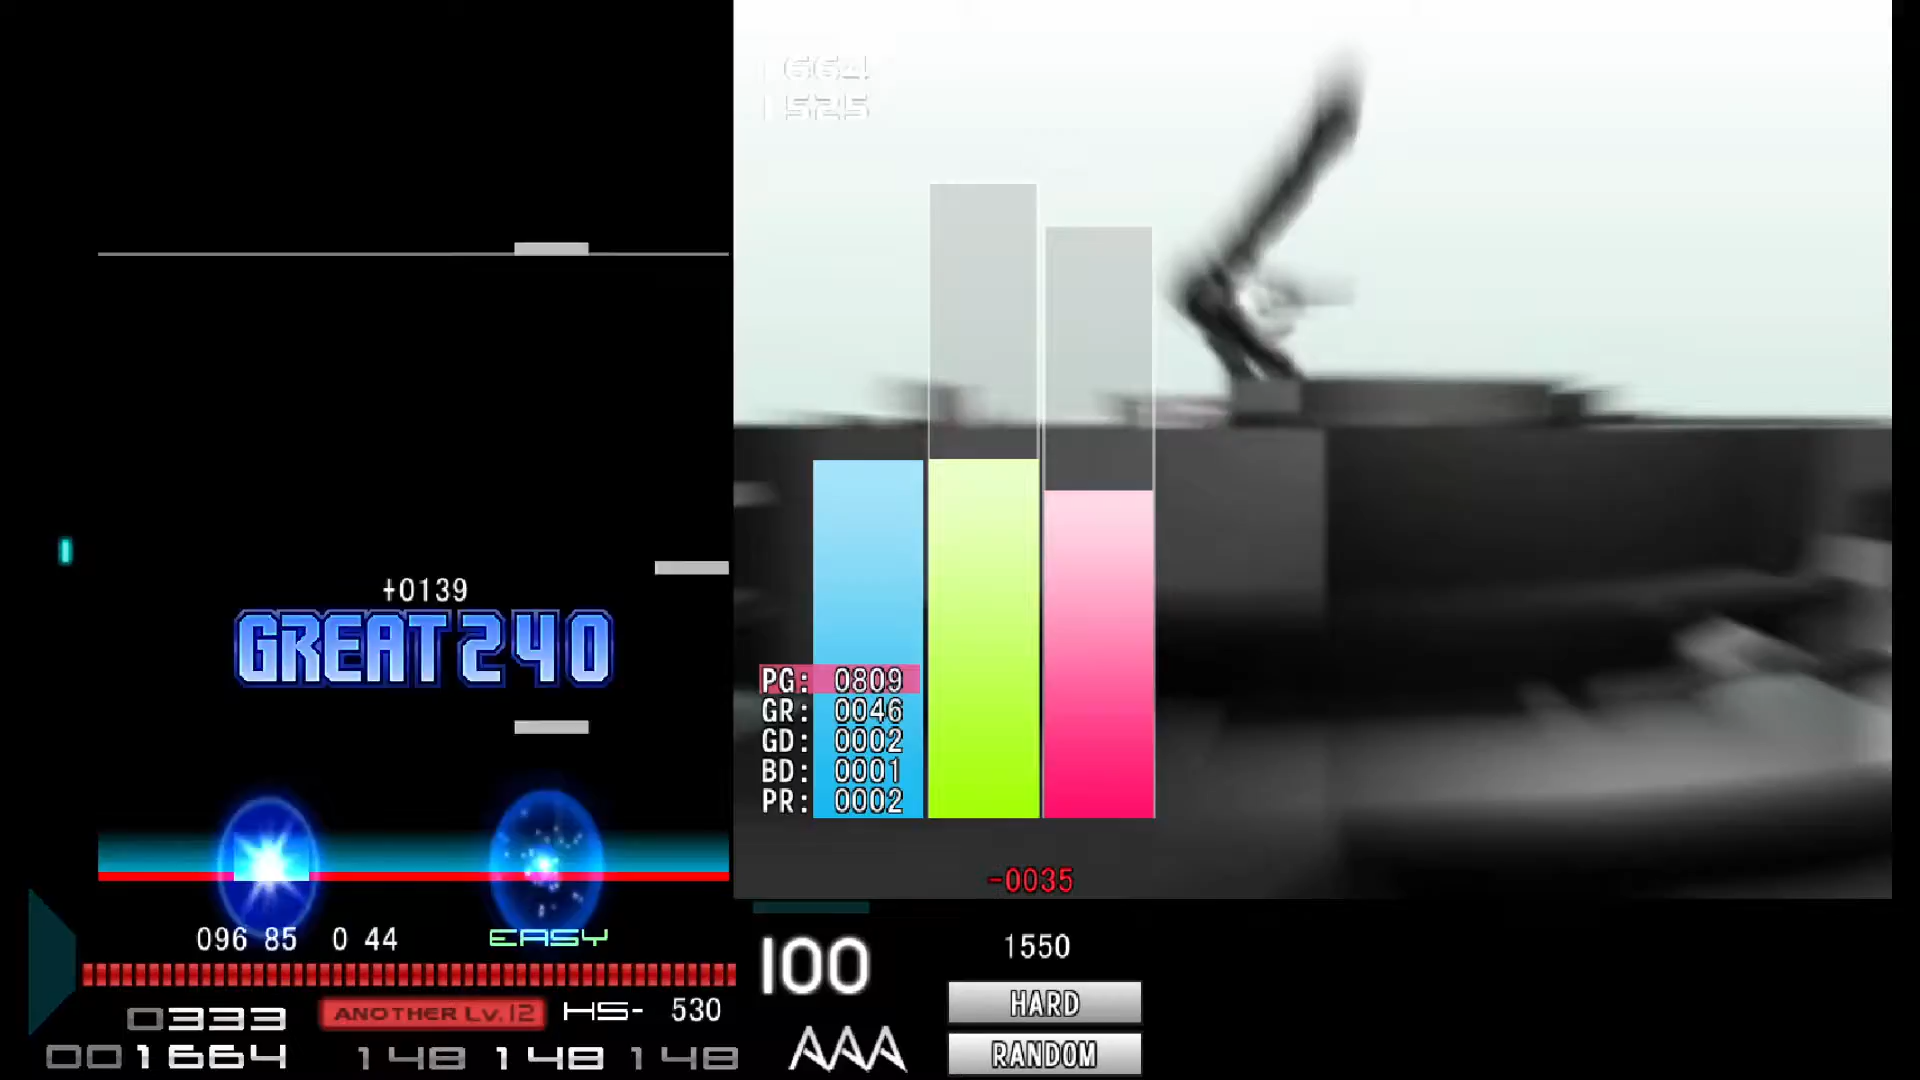 1664
1525
+0139
GREAT 240
PG: 0809
GR: 0046
GD: 0002
BD: 0001
PR: 0002
-0035
096 85 0 44
EASY
100
1550
HARD
0333
ANOTHER Lv.12
HS- 530
001664
148 148 148
AAA
RANDOM